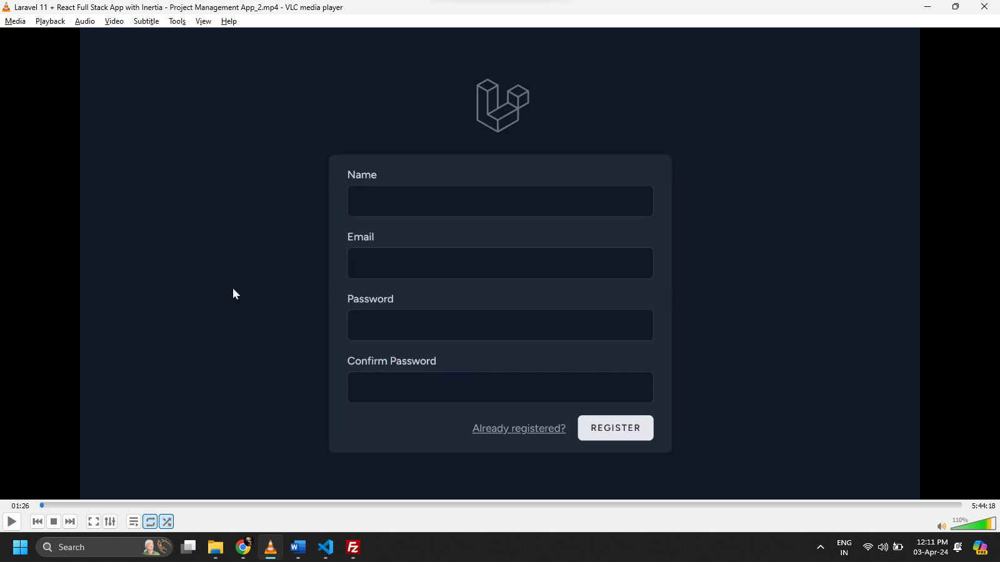 Laravel 11 + React Full Stack App with Inertia - Project Management App_2.mp4 - VLC media player
Media Playback Audio Video Subtitle Tools View Help
Name
Email
Password
Confirm Password
Already registered? REGISTER
01:26 5:44:18
110%
Search
ENG
IN
12:11 PM
03-Apr-24
PRE